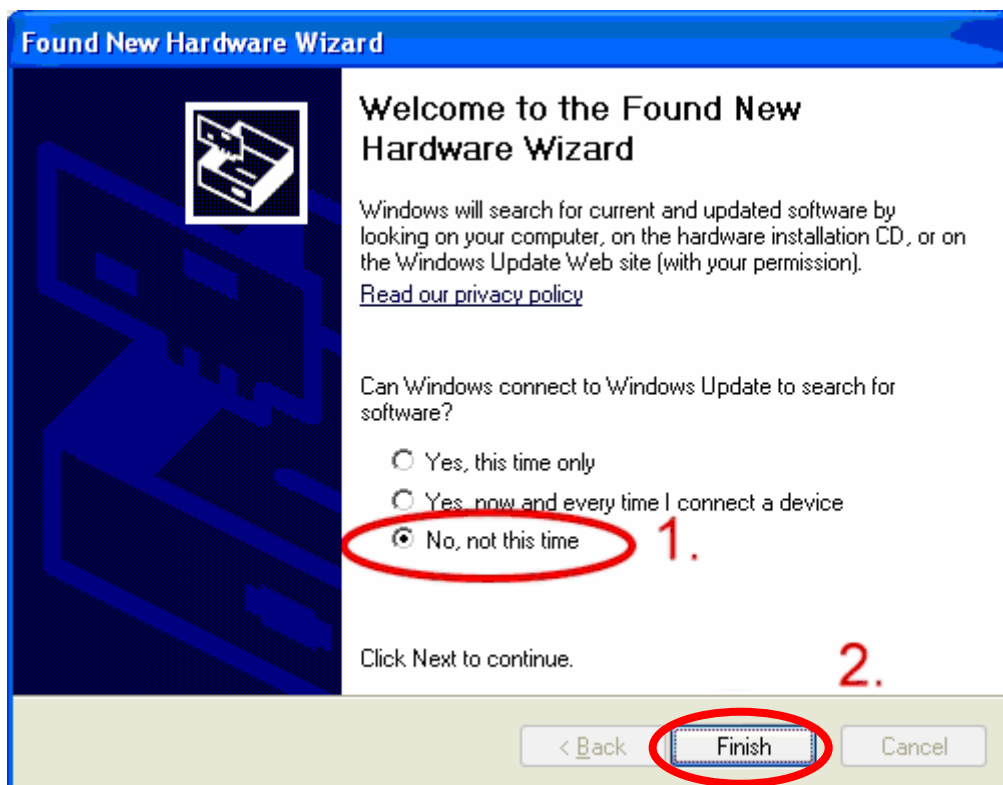 Found New Hardware Wizard
Welcome to the Found New
Hardware Wizard
Windows will search for current and updated software by
looking on your computer, on the hardware installation CD, or on
the Windows Update Web site (with your permission).
Read our privacy policy
Can Windows connect to Windows Update to search for
software?
Yes, this time only
Yes, now and every time I connect a device
No, not this time 1.
Click Next to continue.
2.
< Back Finish Cancel